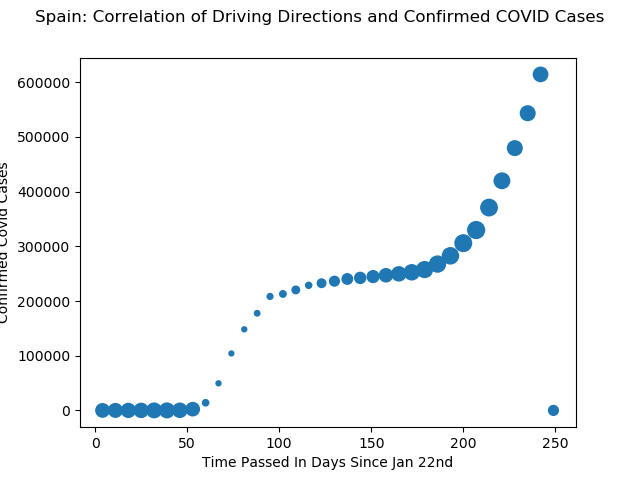 Spain: Correlation of Driving Directions and Confirmed COVID Cases
600000
500000
400000
300000
200000
100000
0
Confirmed Covid Cases
0 50 100 150 200 250
Time Passed In Days Since Jan 22nd